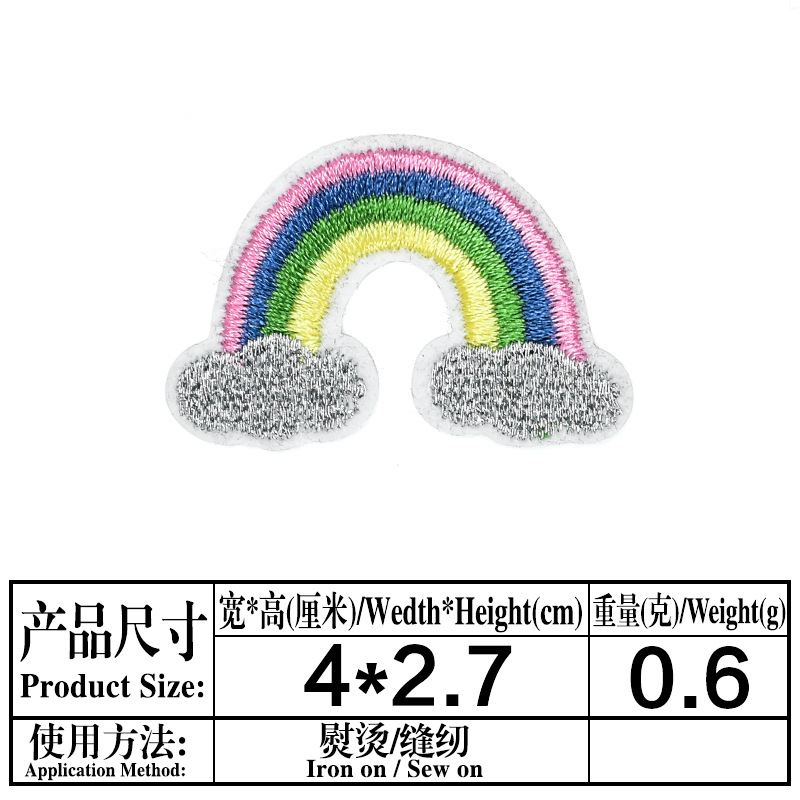 产品尺寸
Product Size:
宽*高(厘米)/Wedth*Height(cm)
重量(克)/Weight(g)
4*2.7
0.6
使用方法:
Application Method:
熨烫/缝纫
Iron on / Sew on